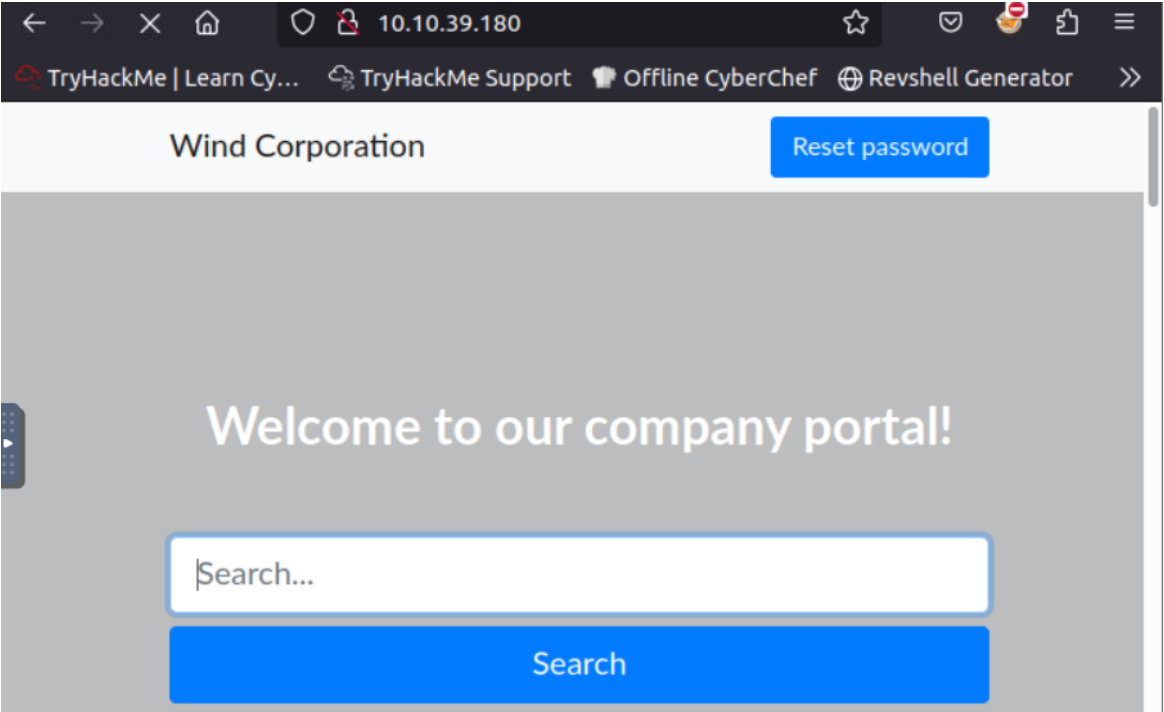 10.10.39.180
TryHackMe | Learn Cy... TryHackMe Support Offline CyberChef Revshell Generator
Wind Corporation Reset password
Welcome to our company portal!
Search...
Search